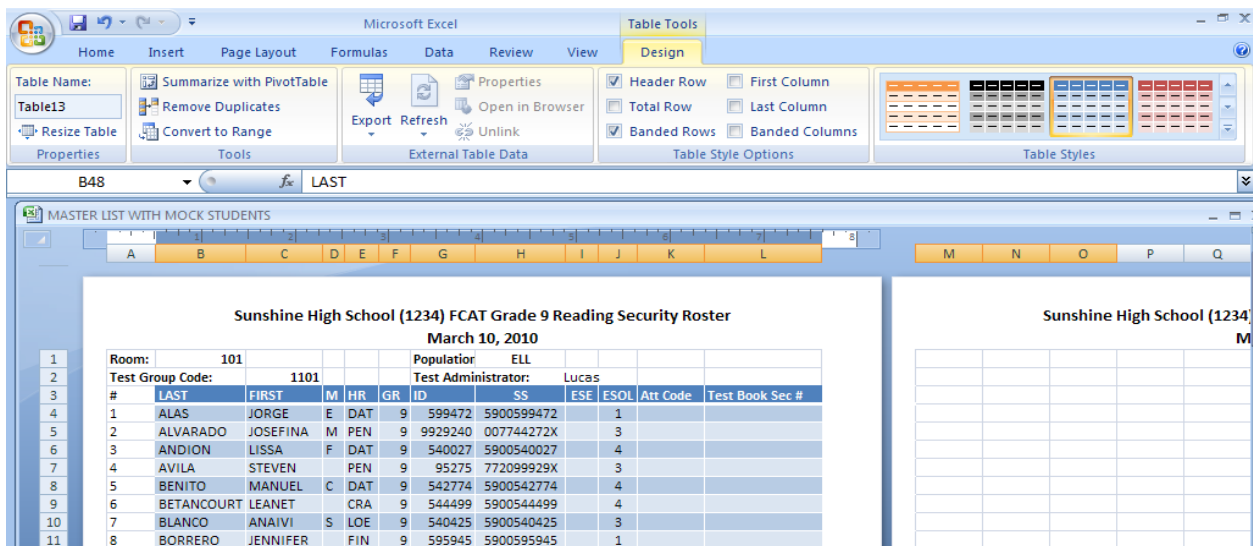 Microsoft Excel
Table Tools
Home Insert Page Layout Formulas Data Review View Design
Table Name:
Table13
Resize Table
Properties
Summarize with PivotTable
Remove Duplicates
Convert to Range
Tools
Export Refresh
Properties
Open in Browser
Unlink
External Table Data
Header Row First Column
Total Row Last Column
Banded Rows Banded Columns
Table Style Options
Table Styles
B48 fx LAST
MASTER LIST WITH MOCK STUDENTS
1 2 3 4 5 6 7 8
A B C D E F G H I J K L M N O P Q
Sunshine High School (1234) FCAT Grade 9 Reading Security Roster
March 10, 2010
Sunshine High School (1234)
M
1 Room: 101 Population ELL
2 Test Group Code: 1101 Test Administrator: Lucas
3 # LAST FIRST M HR GR ID SS ESE ESOL Att Code Test Book Sec #
4 1 ALAS JORGE E DAT 9 599472 5900599472 1
5 2 ALVARADO JOSEFINA M PEN 9 9929240 007744272X 3
6 3 ANDION LISSA F DAT 9 540027 5900540027 4
7 4 AVILA STEVEN PEN 9 95275 772099929X 3
8 5 BENITO MANUEL C DAT 9 542774 5900542774 4
9 6 BETANCOURT LEANET CRA 9 544499 5900544499 4
10 7 BLANCO ANAIVI S LOE 9 540425 5900540425 3
11 8 BORRERO JENNIFER FIN 9 595945 5900595945 1